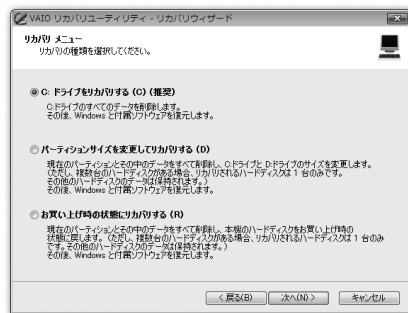 VAIO リカバリユーティリティ - リカバリウィザード
リカバリ メニュー
リカバリの種類を選択してください。
C: ドライブをリカバリする (C) (推奨)
C:ドライブのすべてのデータを削除します。
その後、Windows と付属ソフトウェアを復元します。
パーティションサイズを変更してリカバリする (D)
現在のパーティションとその中のデータをすべて削除し、C:ドライブと D:ドライブのサイズを変更します。
(ただし、複数台のハードディスクがある場合、リカバリされるハードディスクは 1 台のみです。
その他のハードディスクのデータは保持されます。)
その後、Windows と付属ソフトウェアを復元します。
お買い上げ時の状態にリカバリする (R)
現在のパーティションとその中のデータをすべて削除し、本機のハードディスクをお買い上げ時の
状態に戻します。(ただし、複数台のハードディスクがある場合、リカバリされるハードディスクは 1 台のみ
です。その他のハードディスクのデータは保持されます。)
その後、Windows と付属ソフトウェアを復元します。
< 戻る(B) 次へ(N) > キャンセル